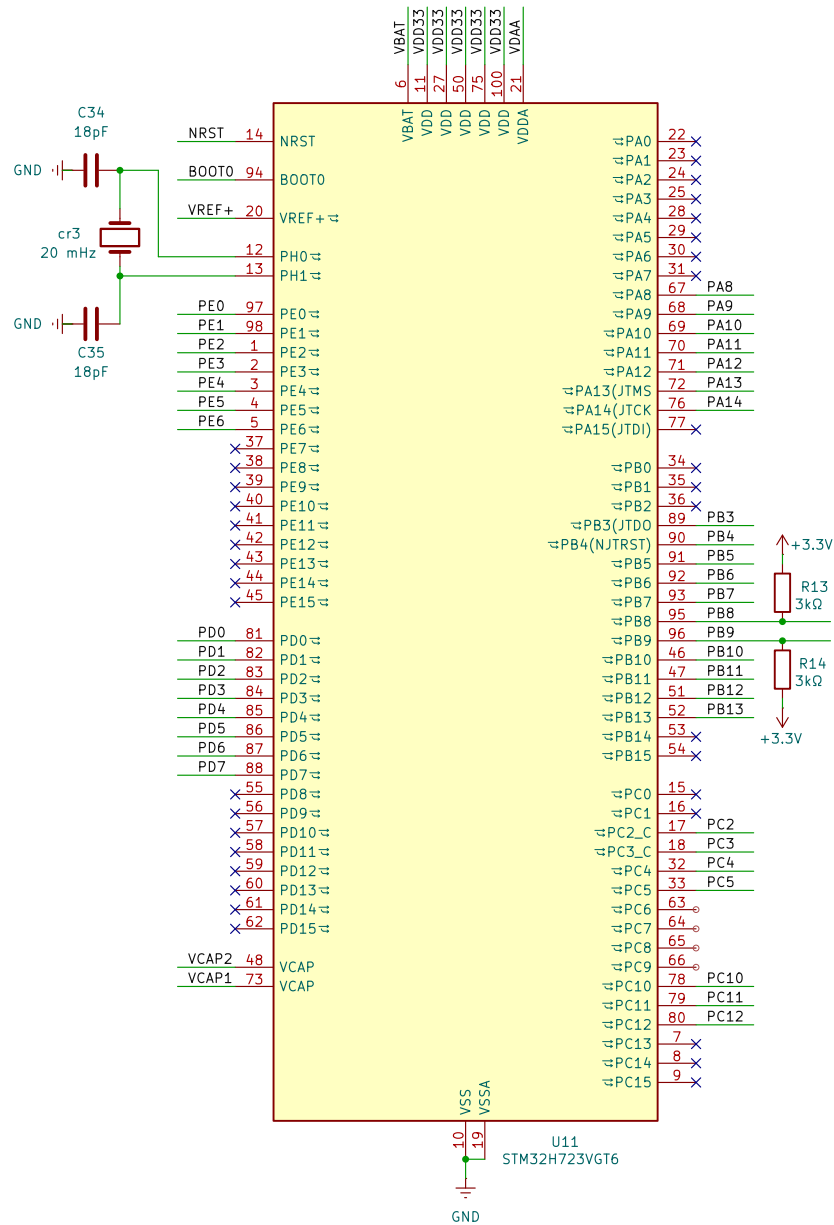 VBAT
VDD33
VDD33
VDD33
VDD33
VDD33
VDAA
6
11
27
50
75
100
21
VBAT
VDD
VDD
VDD
VDD
VDD
VDDA
C34
18pF
GND
cr3
20 mHz
GND
C35
18pF
NRST 14 NRST
BOOT0 94 BOOT0
VREF+ 20 VREF+
12 PH0
13 PH1
PE0 97 PE0
PE1 98 PE1
PE2 1 PE2
PE3 2 PE3
PE4 3 PE4
PE5 4 PE5
PE6 5 PE6
37 PE7
38 PE8
39 PE9
40 PE10
41 PE11
42 PE12
43 PE13
44 PE14
45 PE15
PD0 81 PD0
PD1 82 PD1
PD2 83 PD2
PD3 84 PD3
PD4 85 PD4
PD5 86 PD5
PD6 87 PD6
PD7 88 PD7
55 PD8
56 PD9
57 PD10
58 PD11
59 PD12
60 PD13
61 PD14
62 PD15
VCAP2 48 VCAP
VCAP1 73 VCAP
PA0 22
PA1 23
PA2 24
PA3 25
PA4 28
PA5 29
PA6 30
PA7 31
PA8 67 PA8
PA9 68 PA9
PA10 69 PA10
PA11 70 PA11
PA12 71 PA12
PA13(JTMS 72 PA13
PA14(JTCK 76 PA14
PA15(JTDI) 77
PB0 34
PB1 35
PB2 36
PB3(JTDO 89 PB3
PB4(NJTRST) 90 PB4
PB5 91 PB5
PB6 92 PB6
PB7 93 PB7
PB8 95 PB8
PB9 96 PB9
PB10 46 PB10
PB11 47 PB11
PB12 51 PB12
PB13 52 PB13
PB14 53
PB15 54
+3.3V
R13
3kΩ
R14
3kΩ
+3.3V
PC0 15
PC1 16
PC2_C 17 PC2
PC3_C 18 PC3
PC4 32 PC4
PC5 33 PC5
PC6 63
PC7 64
PC8 65
PC9 66
PC10 78 PC10
PC11 79 PC11
PC12 80 PC12
PC13 7
PC14 8
PC15 9
VSS
VSSA
10
19
GND
U11
STM32H723VGT6